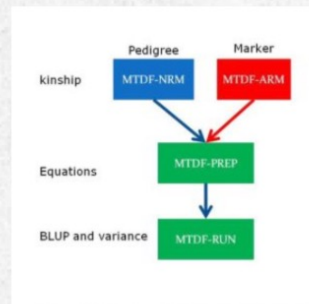 Pedigree Marker
kinship MTDF-NRM MTDF-ARM
Equations MTDF-PREP
BLUP and variance MTDF-RUN